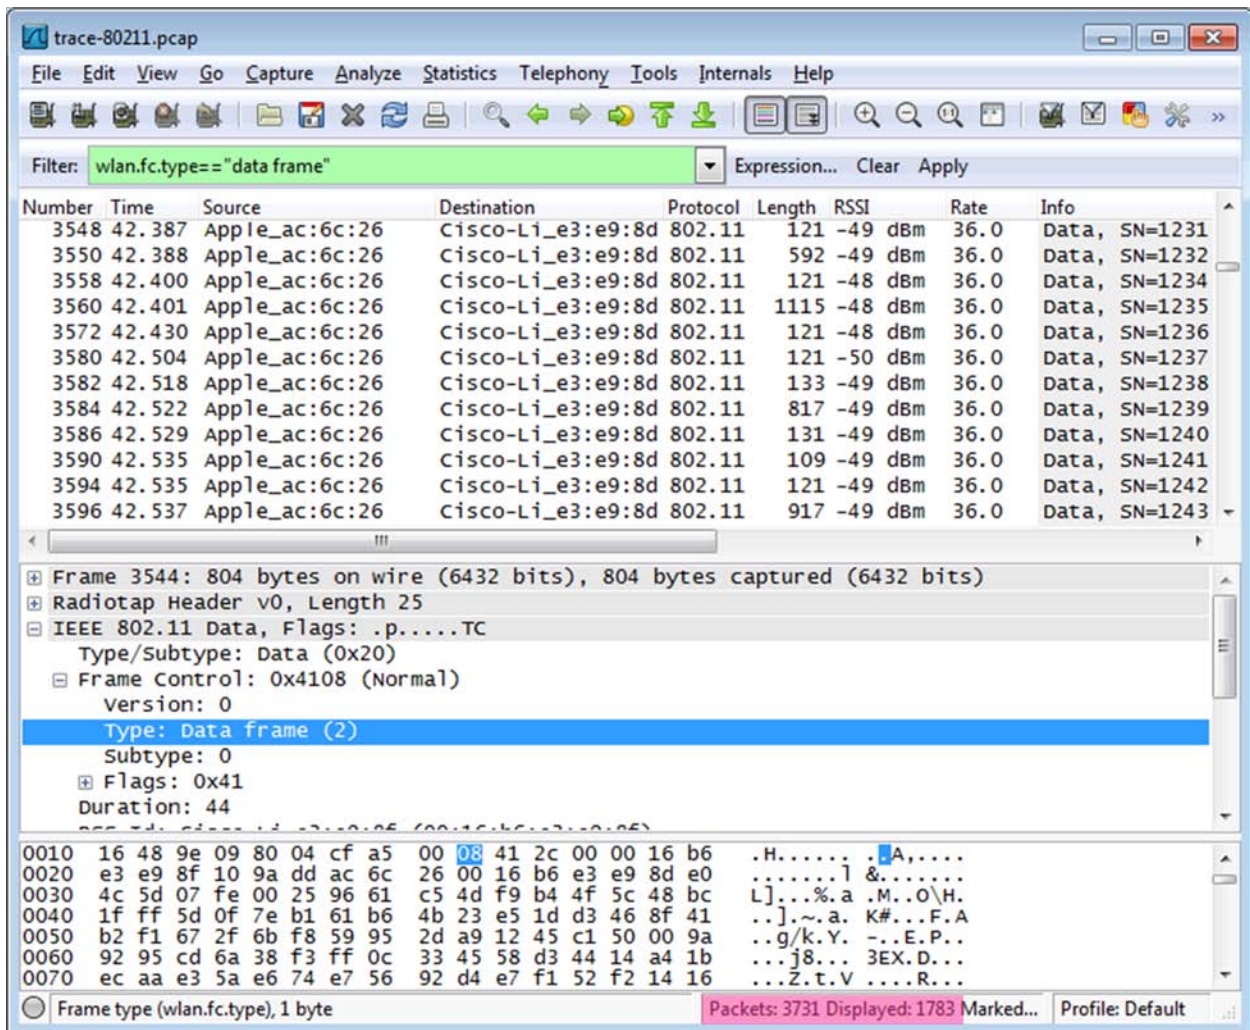 trace-80211.pcap
File Edit View Go Capture Analyze Statistics Telephony Tools Internals Help
Filter: wlan.fc.type=="data frame" Expression... Clear Apply
Number Time Source Destination Protocol Length RSSI Rate Info
3548 42.387 Apple_ac:6c:26 Cisco-Li_e3:e9:8d 802.11 121 -49 dBm 36.0 Data, SN=1231
3550 42.388 Apple_ac:6c:26 Cisco-Li_e3:e9:8d 802.11 592 -49 dBm 36.0 Data, SN=1232
3558 42.400 Apple_ac:6c:26 Cisco-Li_e3:e9:8d 802.11 121 -48 dBm 36.0 Data, SN=1234
3560 42.401 Apple_ac:6c:26 Cisco-Li_e3:e9:8d 802.11 1115 -48 dBm 36.0 Data, SN=1235
3572 42.430 Apple_ac:6c:26 Cisco-Li_e3:e9:8d 802.11 121 -48 dBm 36.0 Data, SN=1236
3580 42.504 Apple_ac:6c:26 Cisco-Li_e3:e9:8d 802.11 121 -50 dBm 36.0 Data, SN=1237
3582 42.518 Apple_ac:6c:26 Cisco-Li_e3:e9:8d 802.11 133 -49 dBm 36.0 Data, SN=1238
3584 42.522 Apple_ac:6c:26 Cisco-Li_e3:e9:8d 802.11 817 -49 dBm 36.0 Data, SN=1239
3586 42.529 Apple_ac:6c:26 Cisco-Li_e3:e9:8d 802.11 131 -49 dBm 36.0 Data, SN=1240
3590 42.535 Apple_ac:6c:26 Cisco-Li_e3:e9:8d 802.11 109 -49 dBm 36.0 Data, SN=1241
3594 42.535 Apple_ac:6c:26 Cisco-Li_e3:e9:8d 802.11 121 -49 dBm 36.0 Data, SN=1242
3596 42.537 Apple_ac:6c:26 Cisco-Li_e3:e9:8d 802.11 917 -49 dBm 36.0 Data, SN=1243
Frame 3544: 804 bytes on wire (6432 bits), 804 bytes captured (6432 bits)
Radiotap Header v0, Length 25
IEEE 802.11 Data, Flags: .p.....TC
Type/Subtype: Data (0x20)
Frame Control: 0x4108 (Normal)
Version: 0
Type: Data frame (2)
Subtype: 0
Flags: 0x41
Duration: 44
0010 16 48 9e 09 80 04 cf a5 00 08 41 2c 00 00 16 b6 .H...... ..A,....
0020 e3 e9 8f 10 9a dd ac 6c 26 00 16 b6 e3 e9 8d e0 .......l &.......
0030 4c 5d 07 fe 00 25 96 61 c5 4d f9 b4 4f 5c 48 bc L]...%.a .M..O\H.
0040 1f ff 5d 0f 7e b1 61 b6 4b 23 e5 1d d3 46 8f 41 ..].~.a. K#...F.A
0050 b2 f1 67 2f 6b f8 59 95 2d a9 12 45 c1 50 00 9a ..g/k.Y. -..E.P..
0060 92 95 cd 6a 38 f3 ff 0c 33 45 58 d3 44 14 a4 1b ...j8... 3EX.D...
0070 ec aa e3 5a e6 74 e7 56 92 d4 e7 f1 52 f2 14 16 ...Z.t.V ....R...
Frame type (wlan.fc.type), 1 byte Packets: 3731 Displayed: 1783 Marked... Profile: Default